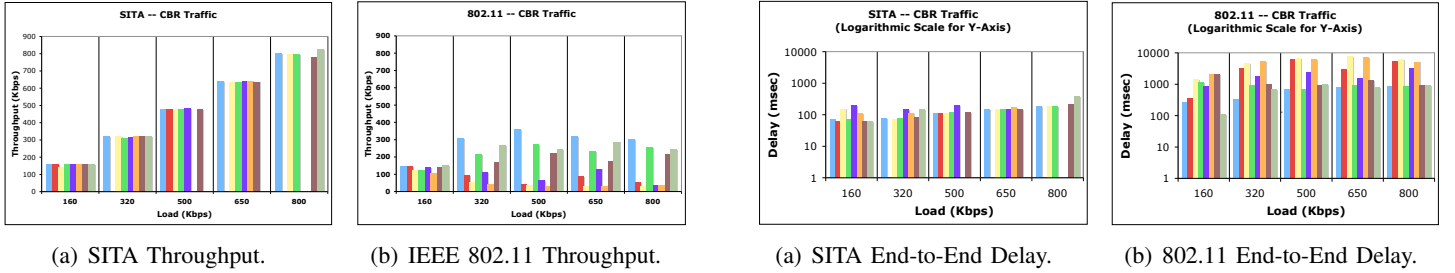 SITA -- CBR Traffic
900
800
700
600
500
400
300
200
100
0
Throughput (Kbps)
160 320 500 650 800
Load (Kbps)
(a) SITA Throughput.
802.11 -- CBR Traffic
900
800
700
600
500
400
300
200
100
0
Throughput (Kbps)
160 320 500 650 800
Load (Kbps)
(b) IEEE 802.11 Throughput.
SITA -- CBR Traffic
(Logarithmic Scale for Y-Axis)
10000
1000
100
10
1
Delay (msec)
160 320 500 650 800
Load (Kbps)
(a) SITA End-to-End Delay.
802.11 -- CBR Traffic
(Logarithmic Scale for Y-Axis)
10000
1000
100
10
1
Delay (msec)
160 320 500 650 800
Load (Kbps)
(b) 802.11 End-to-End Delay.